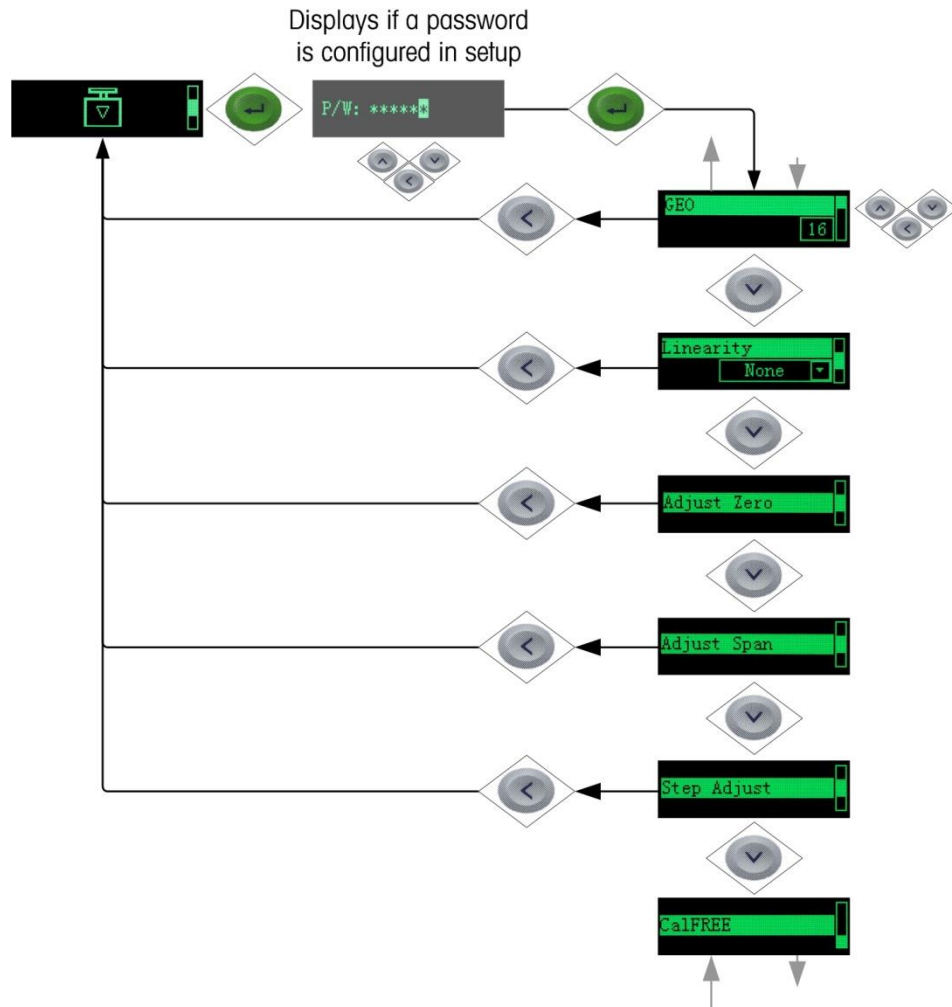 Displays if a password
is configured in setup
P/W: ******
GEO
16
Linearity
None
Adjust Zero
Adjust Span
Step Adjust
CalFREE